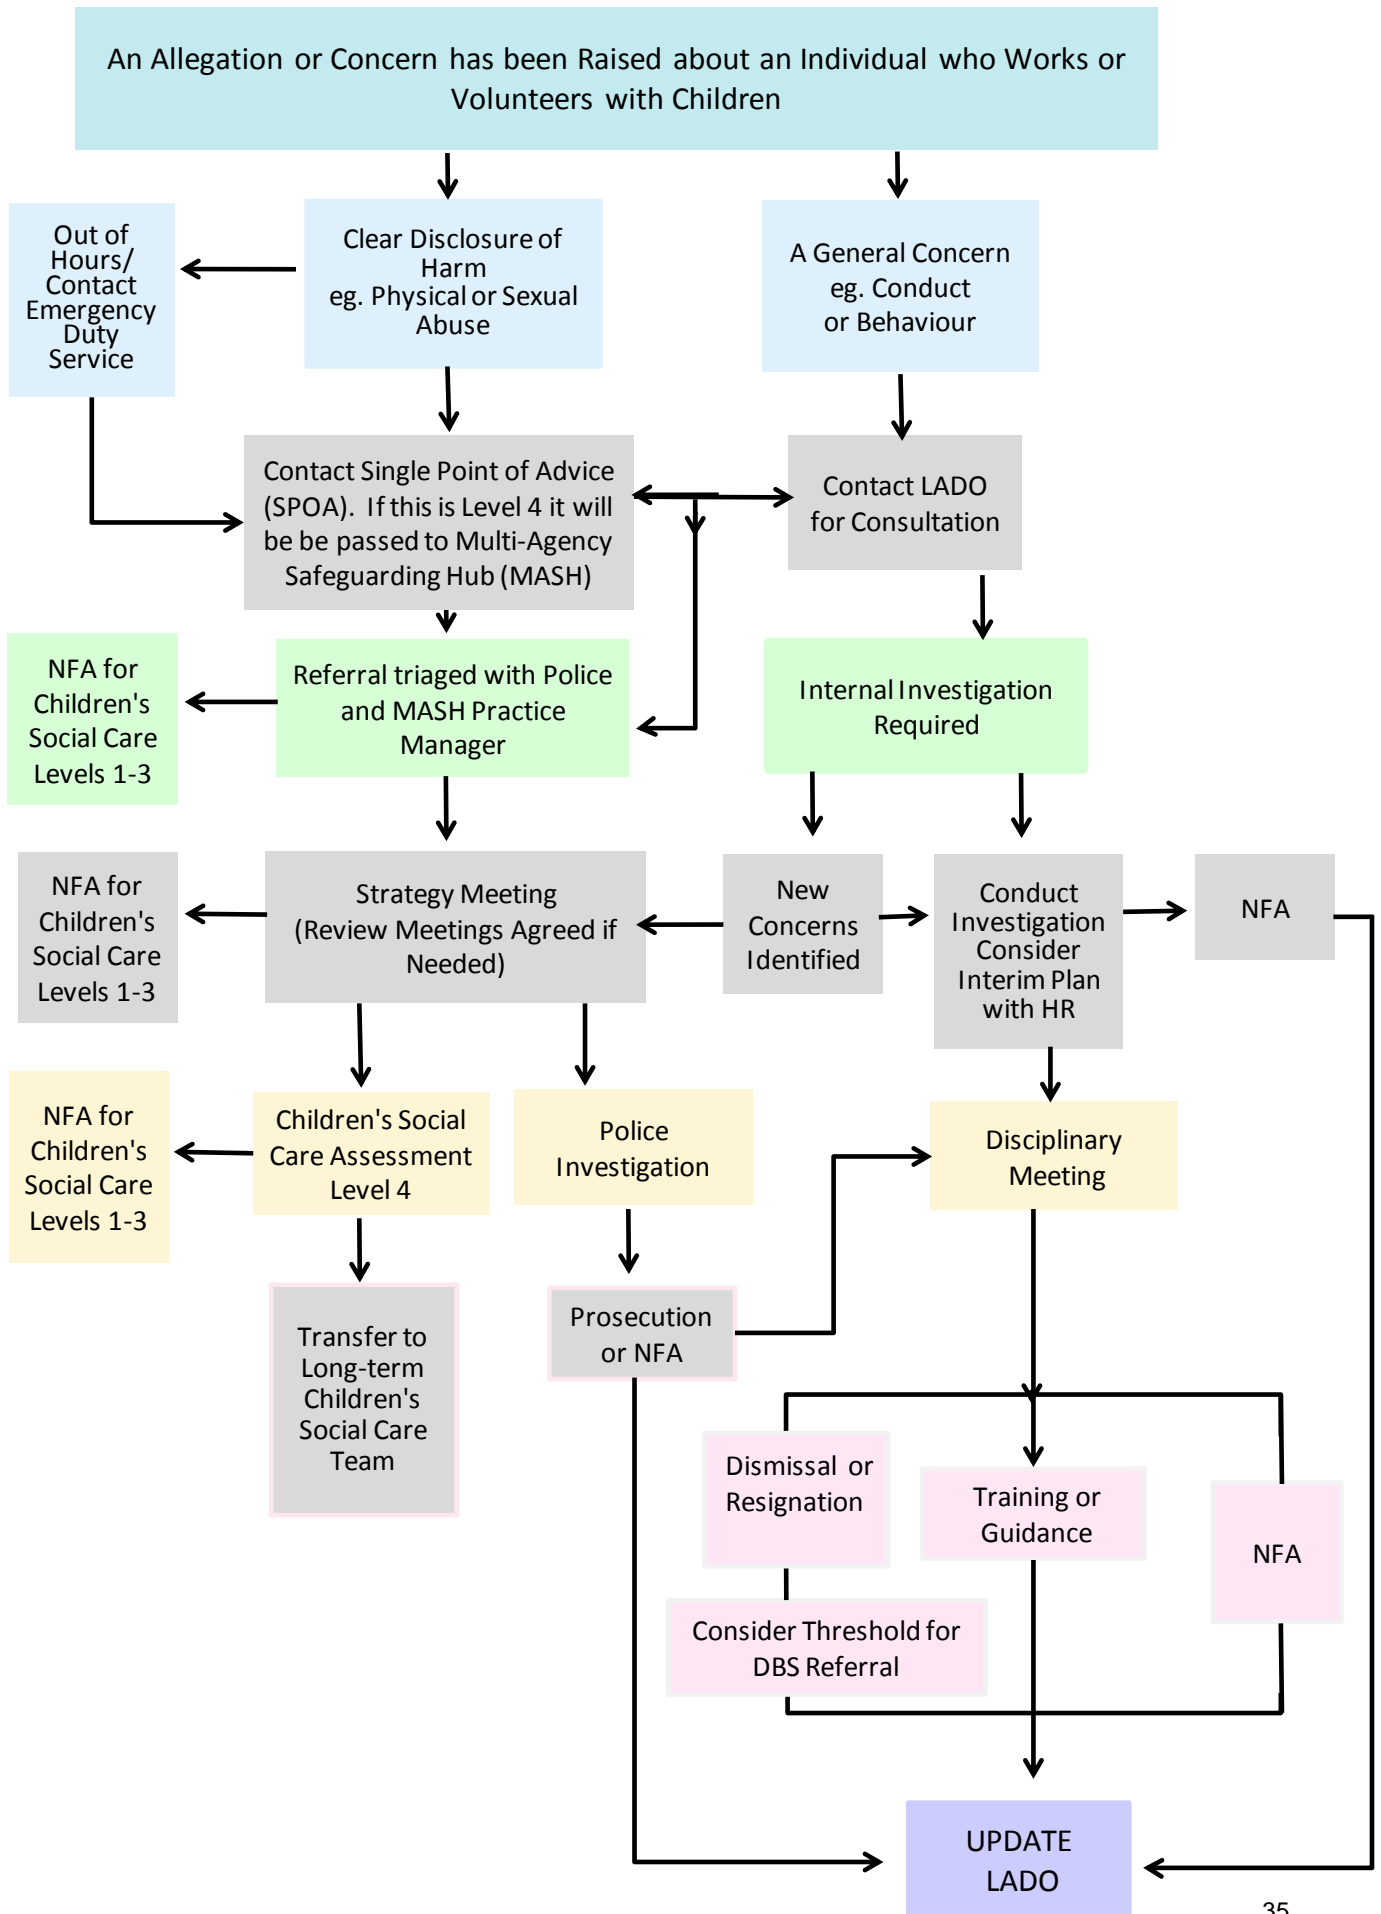 An Allegation or Concern has been Raised about an Individual who Works or
Volunteers with Children
Out of
Hours/
Contact
Emergency
Duty
Service
Clear Disclosure of
Harm
eg. Physical or Sexual
Abuse
A General Concern
eg. Conduct
or Behaviour
Contact Single Point of Advice
(SPOA). If this is Level 4 it will
be be passed to Multi-Agency
Safeguarding Hub (MASH)
Contact LADO
for Consultation
NFA for
Children's
Social Care
Levels 1-3
Referral triaged with Police
and MASH Practice
Manager
Internal Investigation
Required
NFA for
Children's
Social Care
Levels 1-3
Strategy Meeting
(Review Meetings Agreed if
Needed)
New
Concerns
Identified
Conduct
Investigation
Consider
Interim Plan
with HR
NFA
NFA for
Children's
Social Care
Levels 1-3
Children's Social
Care Assessment
Level 4
Police
Investigation
Disciplinary
Meeting
Transfer to
Long-term
Children's
Social Care
Team
Prosecution
or NFA
Dismissal or
Resignation
Training or
Guidance
NFA
Consider Threshold for
DBS Referral
UPDATE
LADO
35